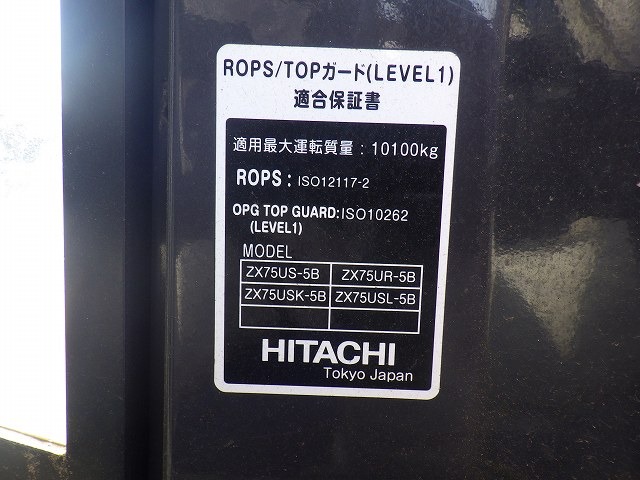 ROPS/TOPガード(LEVEL1)
適合保証書
適用最大運転質量：10100kg
ROPS：ISO12117-2
OPG TOP GUARD:ISO10262
(LEVEL1)
MODEL
ZX75US-5B ZX75UR-5B
ZX75USK-5B ZX75USL-5B
HITACHI
Tokyo Japan